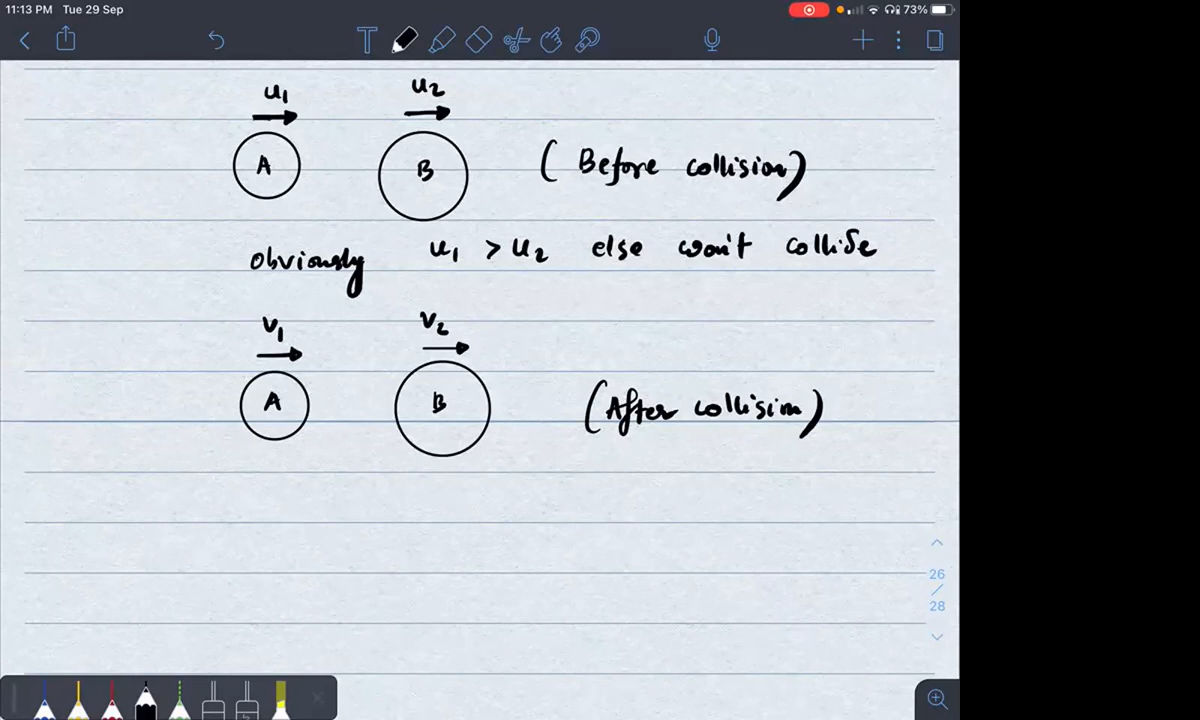 11:13 PM Tue 29 Sep 73%
T
u1 u2
A B (Before collision)
obviously u1 > u2 else won't collide
v1 v2
A B (After collision)
26
/
28